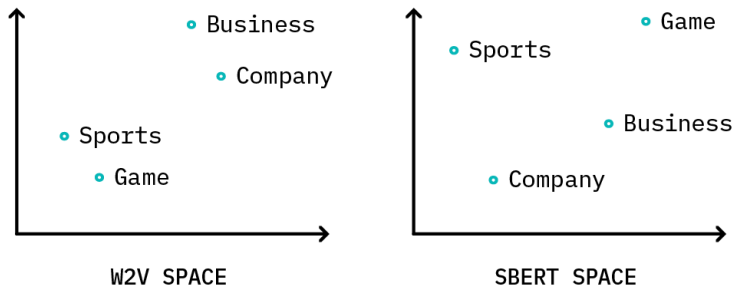 Business
Company
Sports
Game
W2V SPACE
Game
Sports
Business
Company
SBERT SPACE